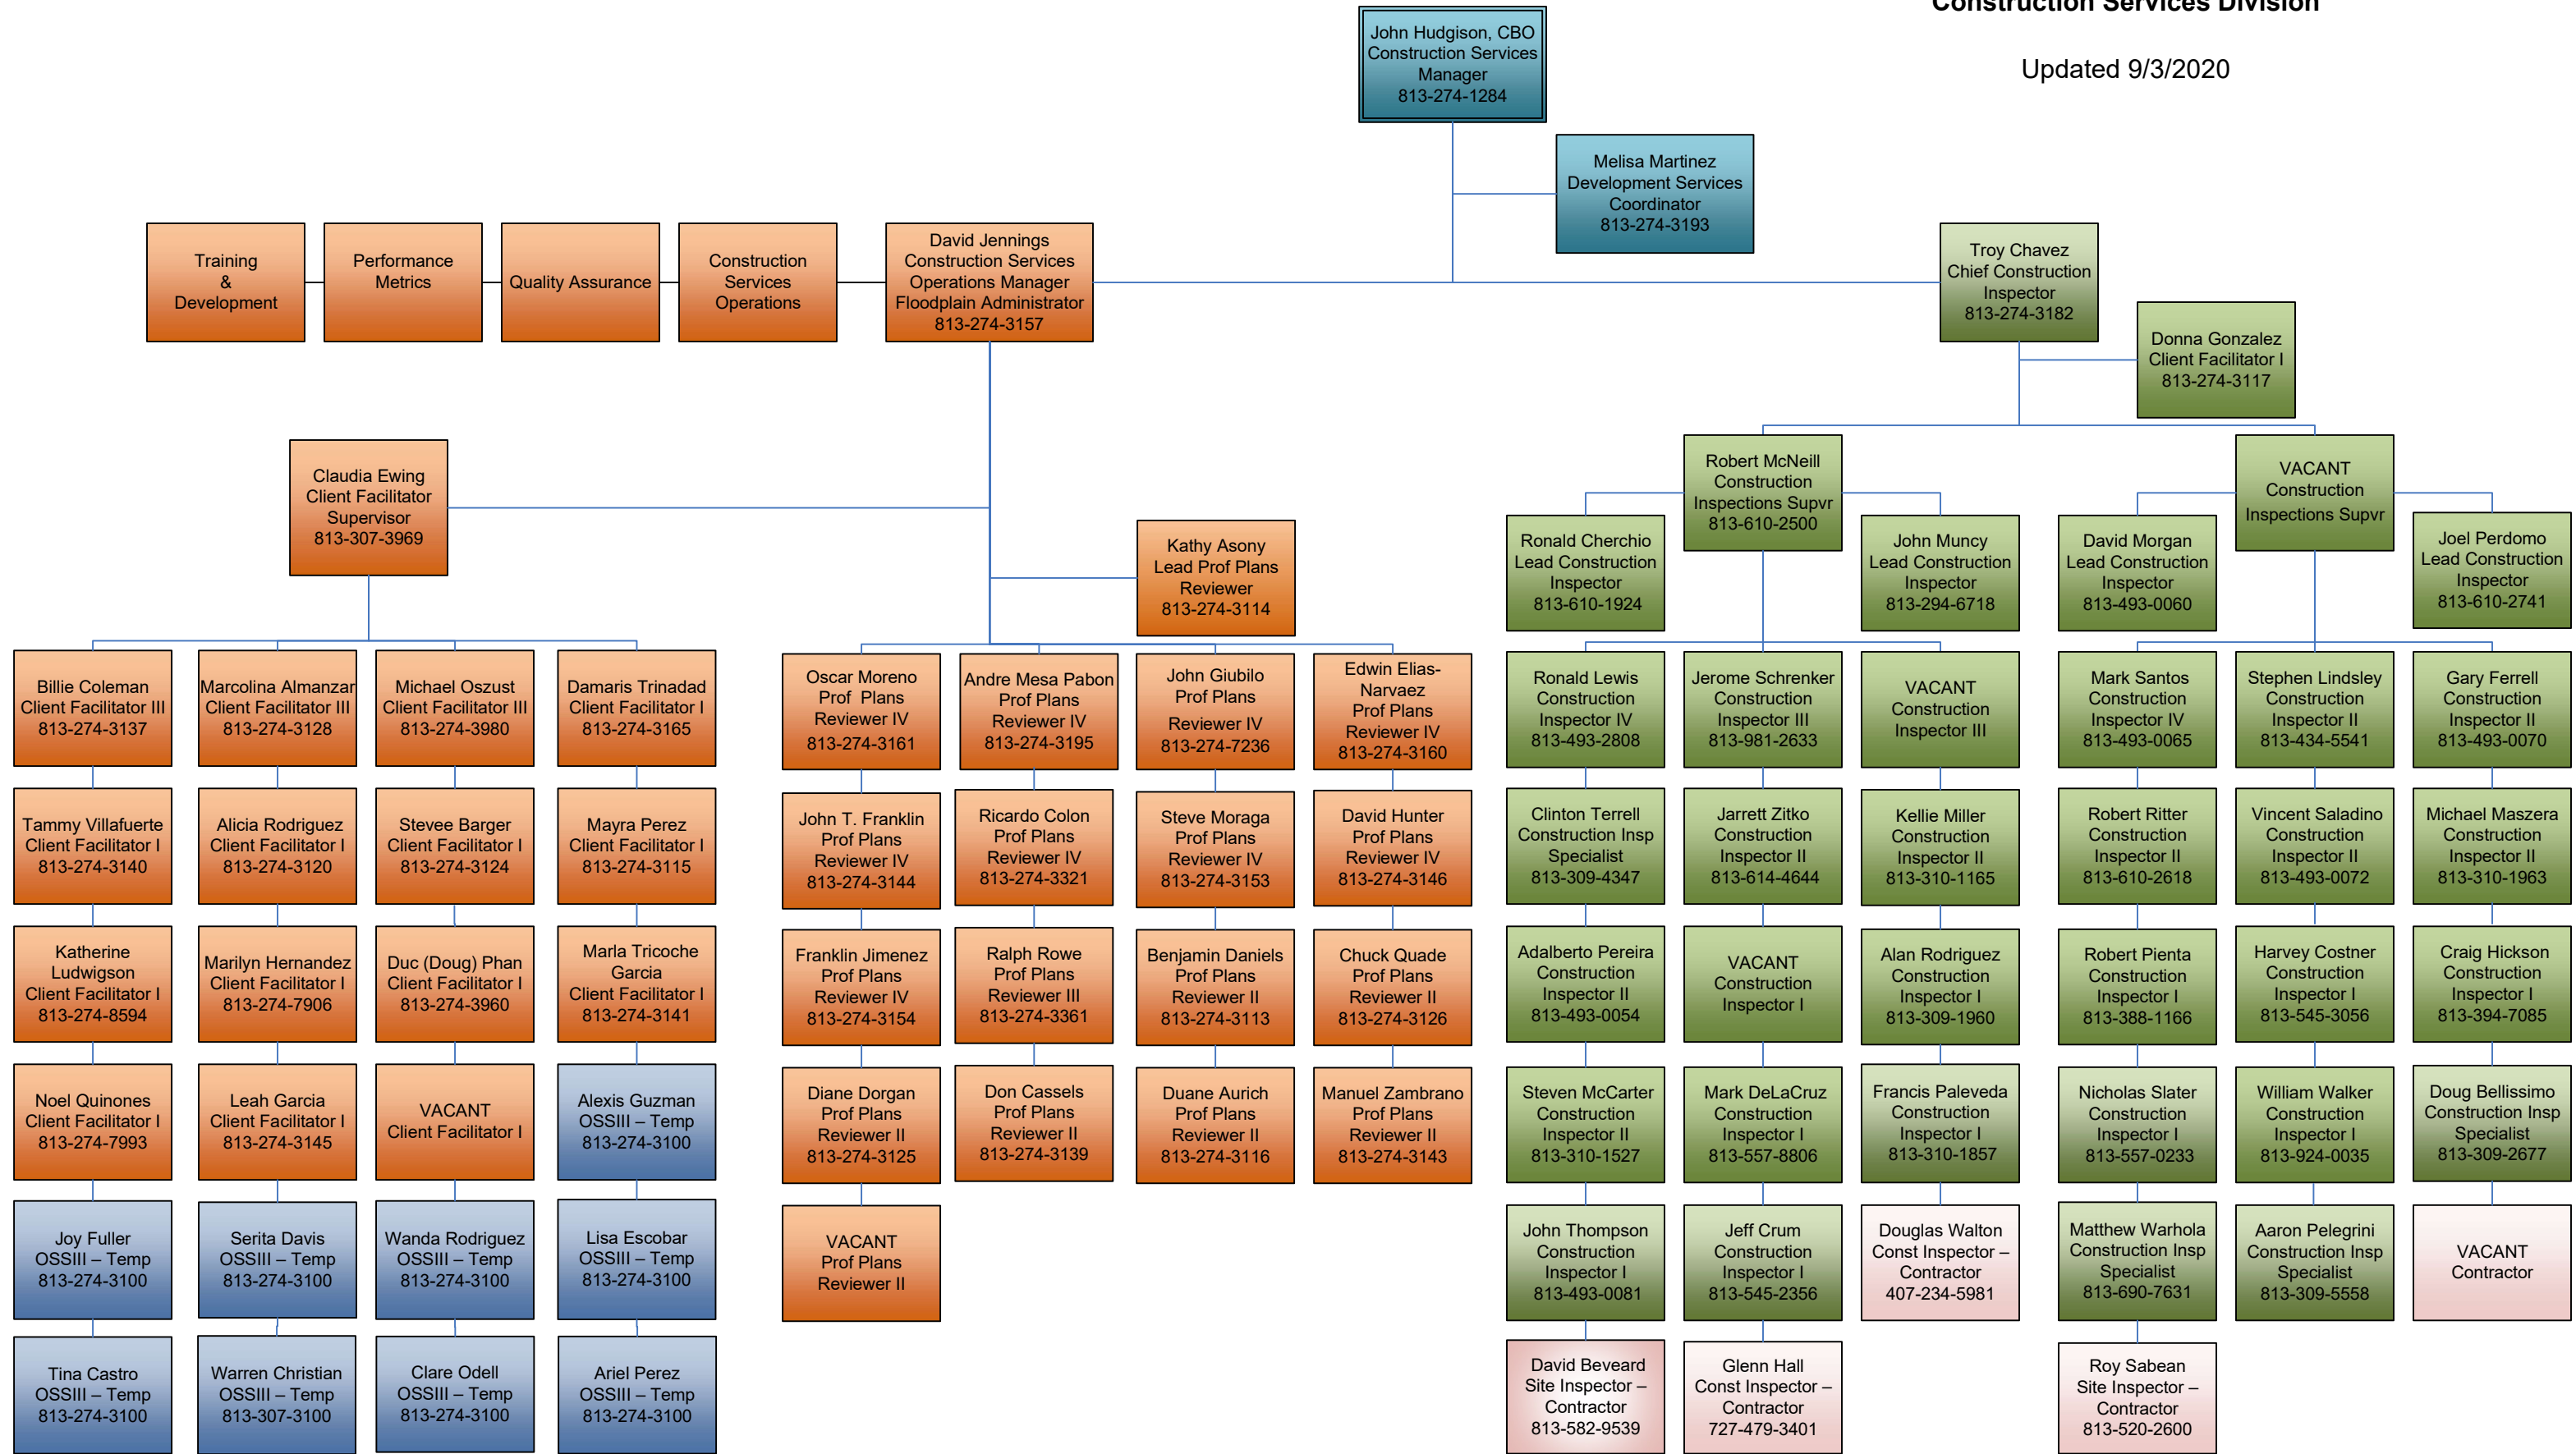 Construction Services Division
Updated 9/3/2020
John Hudgison, CBO
Construction Services
Manager
813-274-1284
Melisa Martinez
Development Services
Coordinator
813-274-3193
Training
&
Development
Performance
Metrics
Quality Assurance
Construction
Services
Operations
David Jennings
Construction Services
Operations Manager
Floodplain Administrator
813-274-3157
Troy Chavez
Chief Construction
Inspector
813-274-3182
Donna Gonzalez
Client Facilitator I
813-274-3117
Claudia Ewing
Client Facilitator
Supervisor
813-307-3969
Kathy Asony
Lead Prof Plans
Reviewer
813-274-3114
Robert McNeill
Construction
Inspections Supvr
813-610-2500
VACANT
Construction
Inspections Supvr
Ronald Cherchio
Lead Construction
Inspector
813-610-1924
John Muncy
Lead Construction
Inspector
813-294-6718
David Morgan
Lead Construction
Inspector
813-493-0060
Joel Perdomo
Lead Construction
Inspector
813-610-2741
Billie Coleman
Client Facilitator III
813-274-3137
Marcolina Almanzar
Client Facilitator III
813-274-3128
Michael Oszust
Client Facilitator III
813-274-3980
Damaris Trinadad
Client Facilitator I
813-274-3165
Oscar Moreno
Prof Plans
Reviewer IV
813-274-3161
Andre Mesa Pabon
Prof Plans
Reviewer IV
813-274-3195
John Giubilo
Prof Plans
Reviewer IV
813-274-7236
Edwin Elias-
Narvaez
Prof Plans
Reviewer IV
813-274-3160
Ronald Lewis
Construction
Inspector IV
813-493-2808
Jerome Schrenker
Construction
Inspector III
813-981-2633
VACANT
Construction
Inspector III
Mark Santos
Construction
Inspector IV
813-493-0065
Stephen Lindsley
Construction
Inspector II
813-434-5541
Gary Ferrell
Construction
Inspector II
813-493-0070
Tammy Villafuerte
Client Facilitator I
813-274-3140
Alicia Rodriguez
Client Facilitator I
813-274-3120
Stevee Barger
Client Facilitator I
813-274-3124
Mayra Perez
Client Facilitator I
813-274-3115
John T. Franklin
Prof Plans
Reviewer IV
813-274-3144
Ricardo Colon
Prof Plans
Reviewer IV
813-274-3321
Steve Moraga
Prof Plans
Reviewer IV
813-274-3153
David Hunter
Prof Plans
Reviewer IV
813-274-3146
Clinton Terrell
Construction Insp
Specialist
813-309-4347
Jarrett Zitko
Construction
Inspector II
813-614-4644
Kellie Miller
Construction
Inspector II
813-310-1165
Robert Ritter
Construction
Inspector II
813-610-2618
Vincent Saladino
Construction
Inspector II
813-493-0072
Michael Maszera
Construction
Inspector II
813-310-1963
Katherine
Ludwigson
Client Facilitator I
813-274-8594
Marilyn Hernandez
Client Facilitator I
813-274-7906
Duc (Doug) Phan
Client Facilitator I
813-274-3960
Marla Tricoche
Garcia
Client Facilitator I
813-274-3141
Franklin Jimenez
Prof Plans
Reviewer IV
813-274-3154
Ralph Rowe
Prof Plans
Reviewer III
813-274-3361
Benjamin Daniels
Prof Plans
Reviewer II
813-274-3113
Chuck Quade
Prof Plans
Reviewer II
813-274-3126
Adalberto Pereira
Construction
Inspector II
813-493-0054
VACANT
Construction
Inspector I
Alan Rodriguez
Construction
Inspector I
813-309-1960
Robert Pienta
Construction
Inspector I
813-388-1166
Harvey Costner
Construction
Inspector I
813-545-3056
Craig Hickson
Construction
Inspector I
813-394-7085
Noel Quinones
Client Facilitator I
813-274-7993
Leah Garcia
Client Facilitator I
813-274-3145
VACANT
Client Facilitator I
Alexis Guzman
OSSIII – Temp
813-274-3100
Diane Dorgan
Prof Plans
Reviewer II
813-274-3125
Don Cassels
Prof Plans
Reviewer II
813-274-3139
Duane Aurich
Prof Plans
Reviewer II
813-274-3116
Manuel Zambrano
Prof Plans
Reviewer II
813-274-3143
Steven McCarter
Construction
Inspector II
813-310-1527
Mark DeLaCruz
Construction
Inspector I
813-557-8806
Francis Paleveda
Construction
Inspector I
813-310-1857
Nicholas Slater
Construction
Inspector I
813-557-0233
William Walker
Construction
Inspector I
813-924-0035
Doug Bellissimo
Construction Insp
Specialist
813-309-2677
Joy Fuller
OSSIII – Temp
813-274-3100
Serita Davis
OSSIII – Temp
813-274-3100
Wanda Rodriguez
OSSIII – Temp
813-274-3100
Lisa Escobar
OSSIII – Temp
813-274-3100
VACANT
Prof Plans
Reviewer II
John Thompson
Construction
Inspector I
813-493-0081
Jeff Crum
Construction
Inspector I
813-545-2356
Douglas Walton
Const Inspector –
Contractor
407-234-5981
Matthew Warhola
Construction Insp
Specialist
813-690-7631
Aaron Pelegrini
Construction Insp
Specialist
813-309-5558
VACANT
Contractor
Tina Castro
OSSIII – Temp
813-274-3100
Warren Christian
OSSIII – Temp
813-307-3100
Clare Odell
OSSIII – Temp
813-274-3100
Ariel Perez
OSSIII – Temp
813-274-3100
David Beveard
Site Inspector –
Contractor
813-582-9539
Glenn Hall
Const Inspector –
Contractor
727-479-3401
Roy Sabean
Site Inspector –
Contractor
813-520-2600